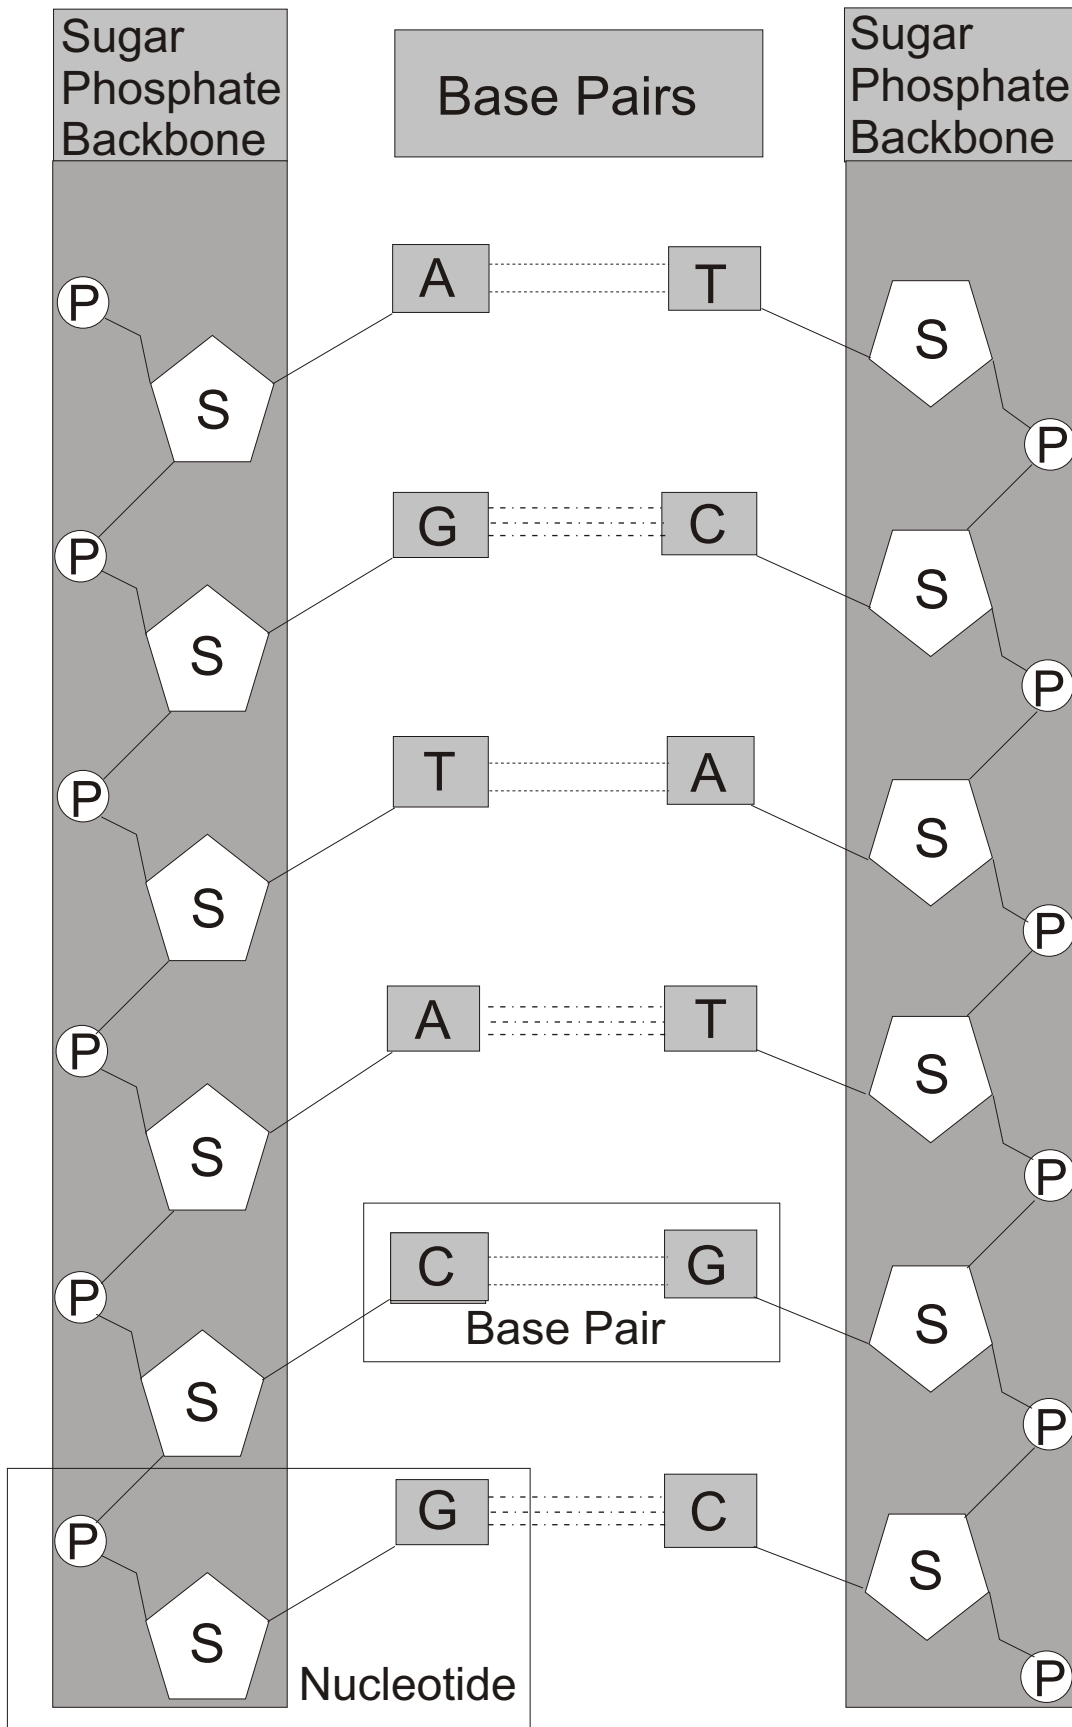 Sugar
Phosphate
Backbone
Base Pairs
Sugar
Phosphate
Backbone
A T
P S S
P
G C
P S S
P
T A
P S S
P
A T
P S S
P
C G
Base Pair
P S S
P
G C
P S
S
Nucleotide P